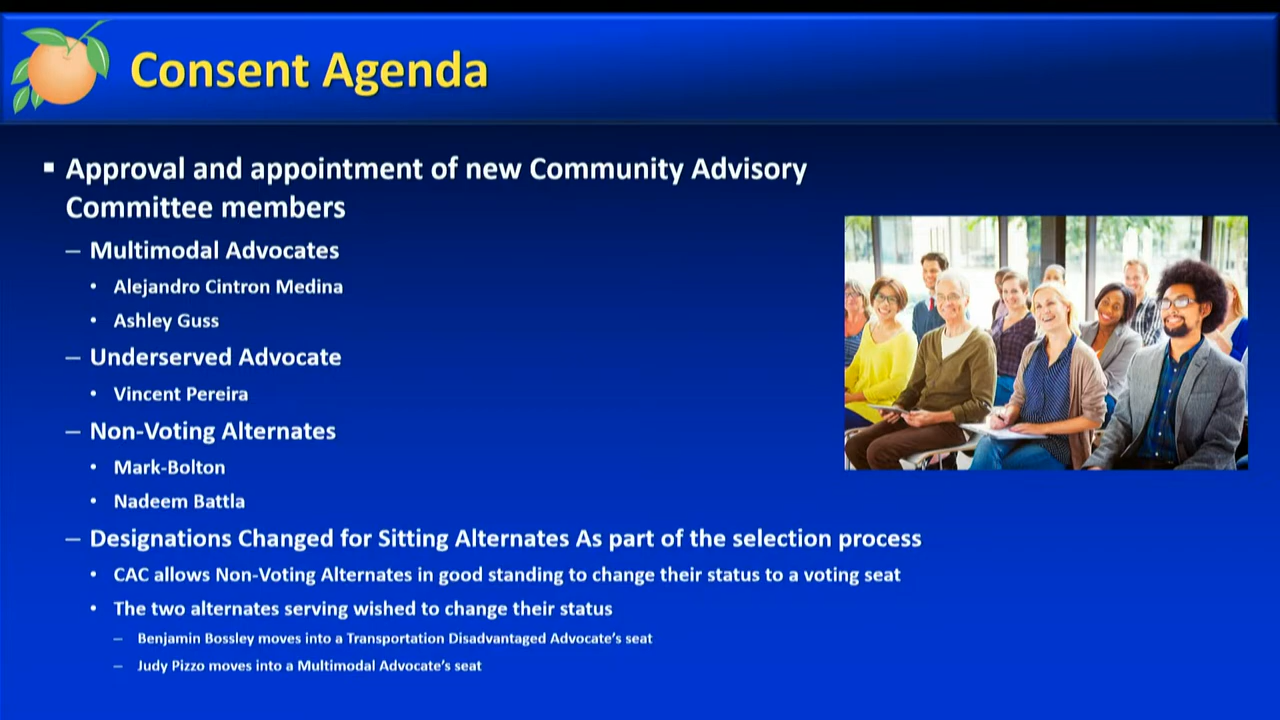 Consent Agenda
▪ Approval and appointment of new Community Advisory
Committee members
– Multimodal Advocates
• Alejandro Cintron Medina
• Ashley Guss
– Underserved Advocate
• Vincent Pereira
– Non-Voting Alternates
• Mark-Bolton
• Nadeem Battla
– Designations Changed for Sitting Alternates As part of the selection process
• CAC allows Non-Voting Alternates in good standing to change their status to a voting seat
• The two alternates serving wished to change their status
– Benjamin Bossley moves into a Transportation Disadvantaged Advocate’s seat
– Judy Pizzo moves into a Multimodal Advocate’s seat